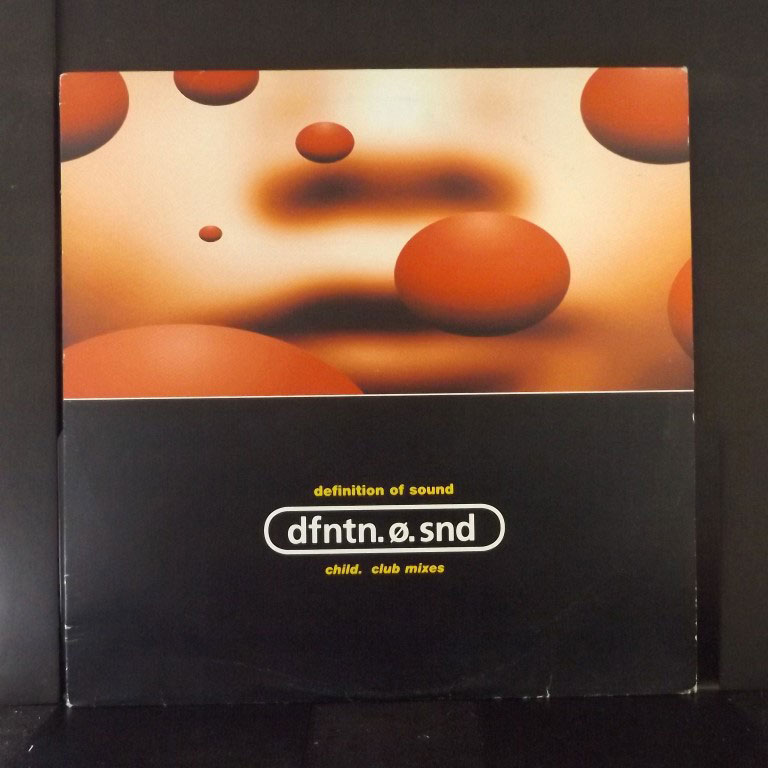 definition of sound
dfntn. ø. snd
child. club mixes